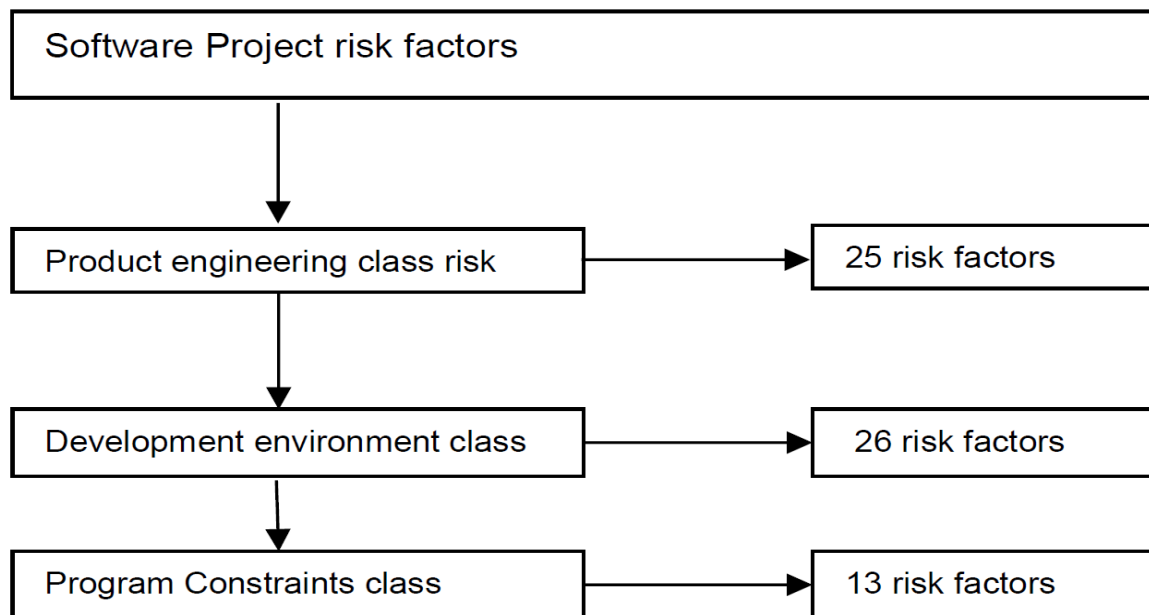 Software Project risk factors
Product engineering class risk
25 risk factors
Development environment class
26 risk factors
Program Constraints class
13 risk factors